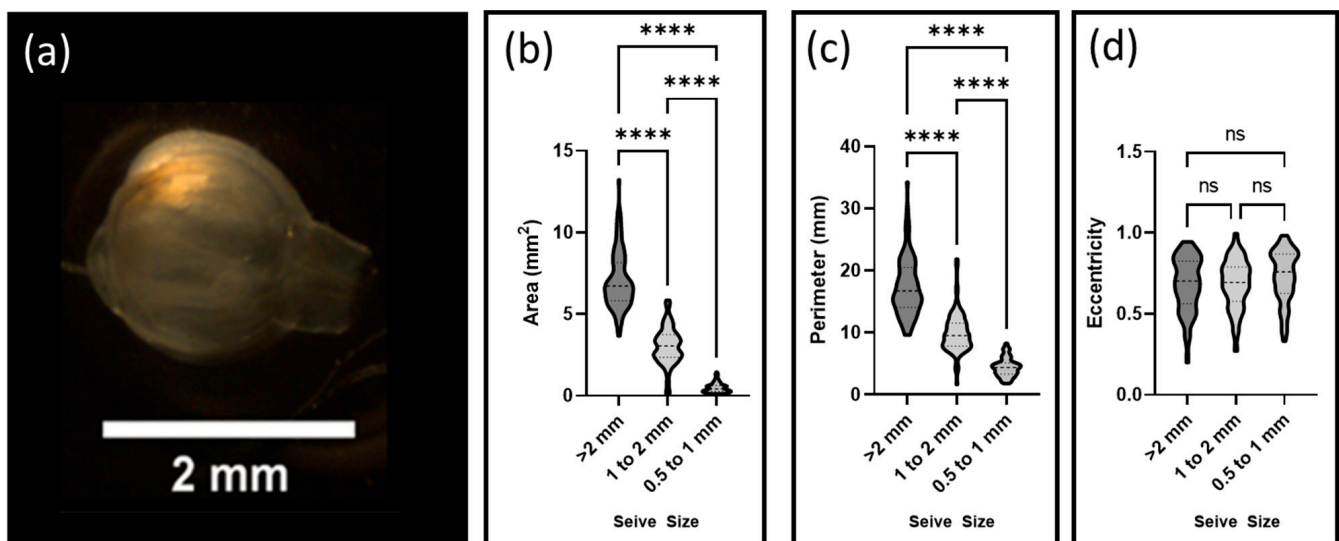 (a)
2 mm
(b)
****
****
****
15
10
5
0
Area (mm²)
>2 mm
1 to 2 mm
0.5 to 1 mm
Seive Size
(c)
****
****
****
40
30
20
10
0
Perimeter (mm)
>2 mm
1 to 2 mm
0.5 to 1 mm
Seive Size
(d)
ns
ns
ns
1.5
1.0
0.5
0.0
Eccentricity
>2 mm
1 to 2 mm
0.5 to 1 mm
Seive Size